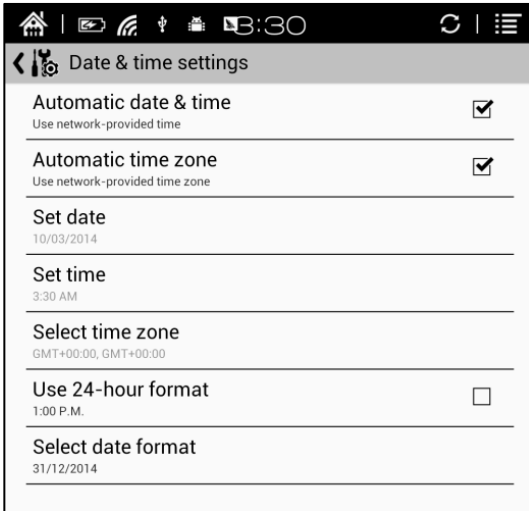 3:30
Date & time settings
Automatic date & time
Use network-provided time
Automatic time zone
Use network-provided time zone
Set date
10/03/2014
Set time
3:30 AM
Select time zone
GMT+00:00, GMT+00:00
Use 24-hour format
1:00 P.M.
Select date format
31/12/2014